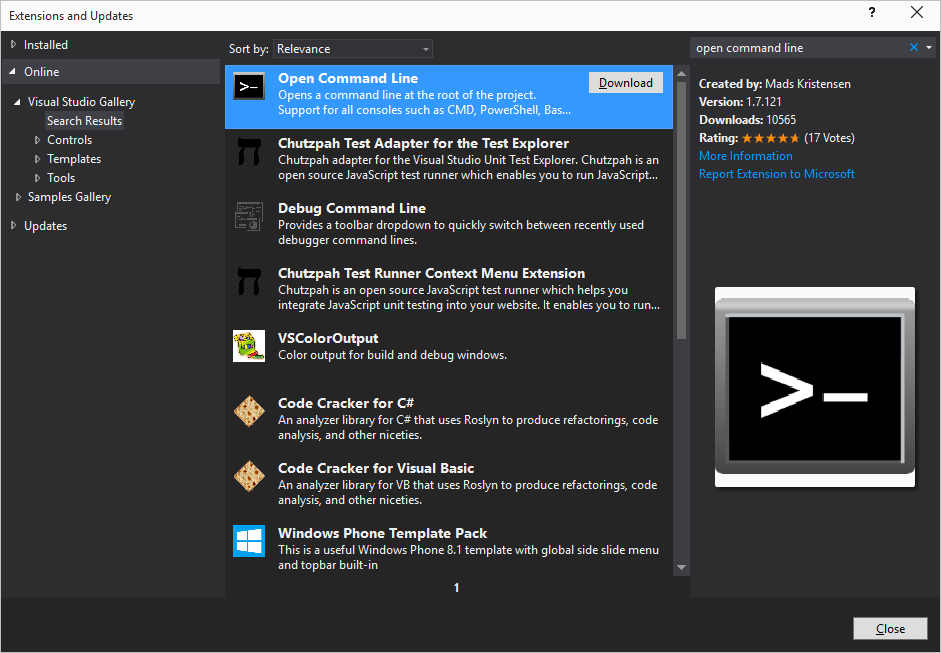 Extensions and Updates
?
Installed
Online
Visual Studio Gallery
Search Results
Controls
Templates
Tools
Samples Gallery
Updates
Sort by: Relevance
Open Command Line
Download
Opens a command line at the root of the project.
Support for all consoles such as CMD, PowerShell, Bas...
Chutzpah Test Adapter for the Test Explorer
Chutzpah adapter for the Visual Studio Unit Test Explorer. Chutzpah is an
open source JavaScript test runner which enables you to run JavaScript...
Debug Command Line
Provides a toolbar dropdown to quickly switch between recently used
debugger command lines.
Chutzpah Test Runner Context Menu Extension
Chutzpah is an open source JavaScript test runner which helps you
integrate JavaScript unit testing into your website. It enables you to run...
VSColorOutput
Color output for build and debug windows.
Code Cracker for C#
An analyzer library for C# that uses Roslyn to produce refactorings, code
analysis, and other niceties.
Code Cracker for Visual Basic
An analyzer library for VB that uses Roslyn to produce refactorings, code
analysis, and other niceties.
Windows Phone Template Pack
This is a useful Windows Phone 8.1 template with global side slide menu
and topbar built-in
1
open command line
Created by: Mads Kristensen
Version: 1.7.121
Downloads: 10565
Rating: ★★★★★ (17 Votes)
More Information
Report Extension to Microsoft
>_
Close